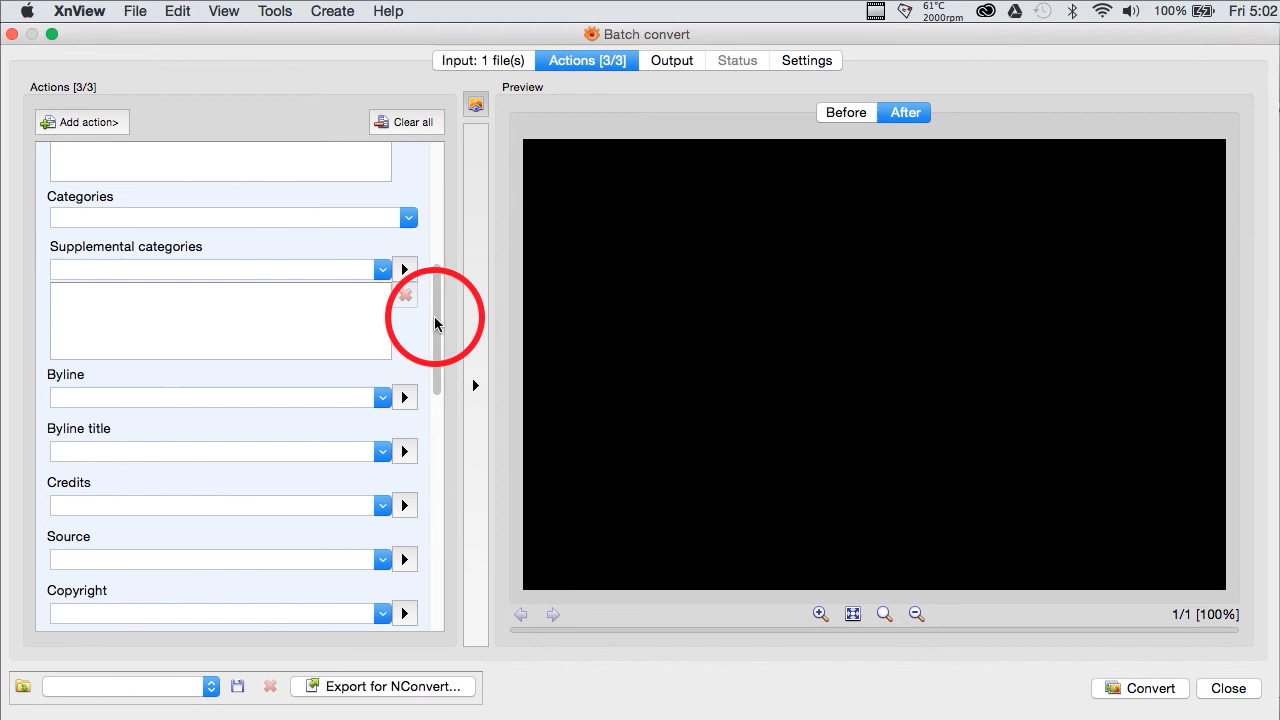 XnView File Edit View Tools Create Help 61°C 2000rpm 100% Fri 5:02
Batch convert
Input: 1 file(s) Actions [3/3] Output Status Settings
Actions [3/3] Preview
Add action> Clear all Before After
Categories
Supplemental categories
Byline
Byline title
Credits
Source
Copyright
1/1 [100%]
Export for NConvert... Convert Close